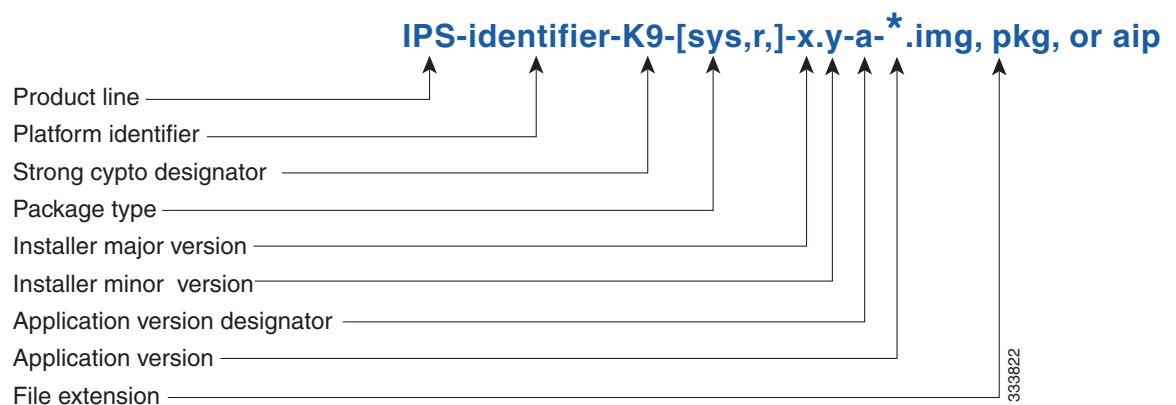 IPS-identifier-K9-[sys,r,]-x.y-a-*.img, pkg, or aip
Product line
Platform identifier
Strong cypto designator
Package type
Installer major version
Installer minor version
Application version designator
Application version
File extension
333822